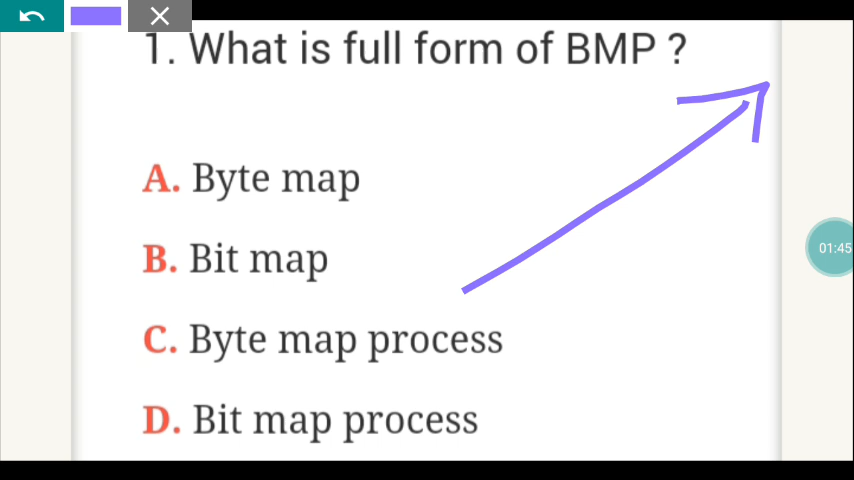 1. What is full form of BMP ?
A. Byte map
B. Bit map
01:45
C. Byte map process
D. Bit map process